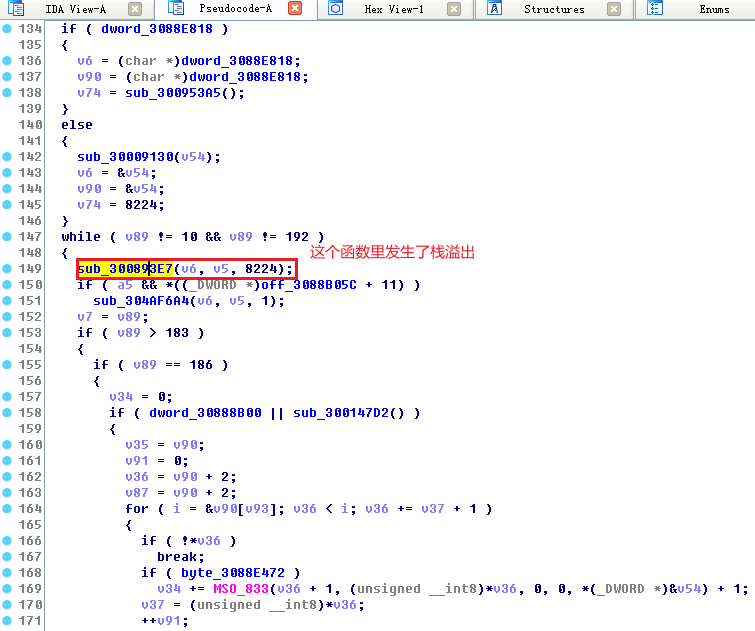 IDA View-A Pseudocode-A Hex View-1 Structures Enums
134 if ( dword_3088E818 )
135 {
136 v6 = (char *)dword_3088E818;
137 v90 = (char *)dword_3088E818;
138 v74 = sub_300953A5();
139 }
140 else
141 {
142 sub_30009130(v54);
143 v6 = &v54;
144 v90 = &v54;
145 v74 = 8224;
146 }
147 while ( v89 != 10 && v89 != 192 )
148 {
这个函数里发生了栈溢出
149 sub_300893E7(v6, v5, 8224);
150 if ( a5 && *((_DWORD *)off_3088B05C + 11) )
151 sub_304AF6A4(v6, v5, 1);
152 v7 = v89;
153 if ( v89 > 183 )
154 {
155 if ( v89 == 186 )
156 {
157 v34 = 0;
158 if ( dword_30888B00 || sub_300147D2() )
159 {
160 v35 = v90;
161 v91 = 0;
162 v36 = v90 + 2;
163 v87 = v90 + 2;
164 for ( i = &v90[v93]; v36 < i; v36 += v37 + 1 )
165 {
166 if ( !*v36 )
167 break;
168 if ( byte_3088E472 )
169 v34 += MSO_833(v36 + 1, (unsigned __int8)*v36, 0, 0, *(_DWORD *)&v54) + 1;
170 v37 = (unsigned __int8)*v36;
171 ++v91;